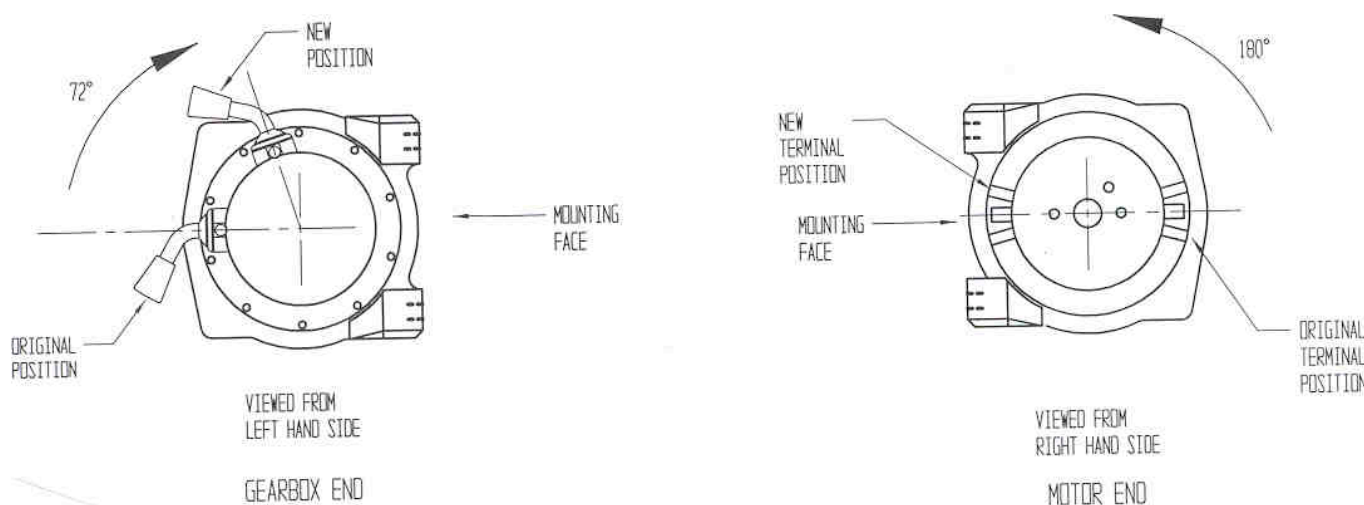 NEW
POSITION
72°
MOUNTING
FACE
ORIGINAL
POSITION
VIEWED FROM
LEFT HAND SIDE
GEARBOX END
180°
NEW
TERMINAL
POSITION
MOUNTING
FACE
ORIGINAL
TERMINAL
POSITION
VIEWED FROM
RIGHT HAND SIDE
MOTOR END